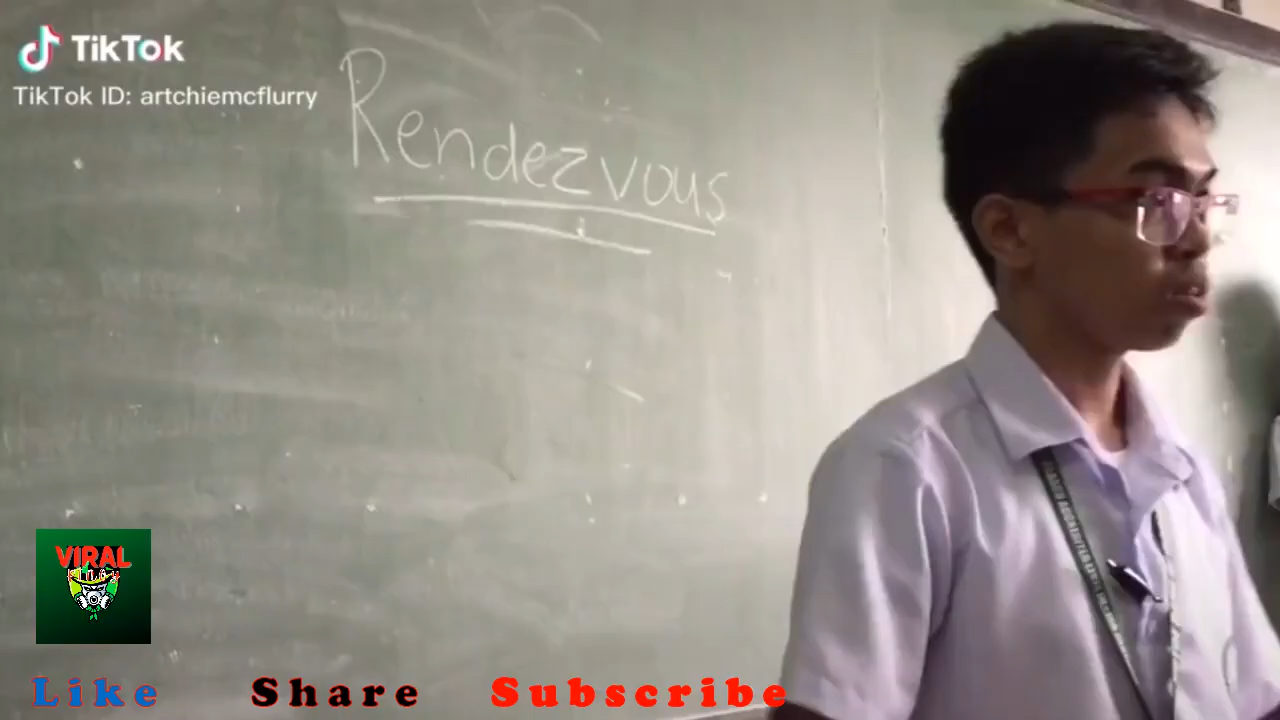 TikTok
TikTok ID: artchiemcflurry
Rendezvous
VIRAL
Like Share Subscribe